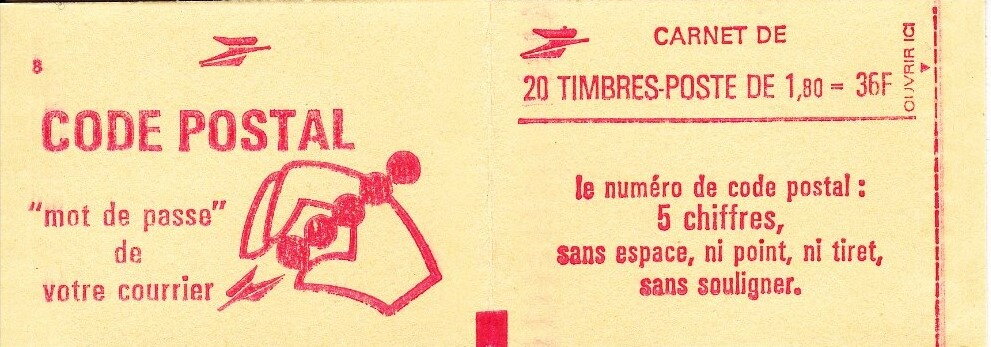 8
CODE POSTAL
"mot de passe"
de
votre courrier
CARNET DE
20 TIMBRES-POSTE DE 1,80 = 36F
OUVRIR ICI
le numéro de code postal :
5 chiffres,
sans espace, ni point, ni tiret,
sans souligner.